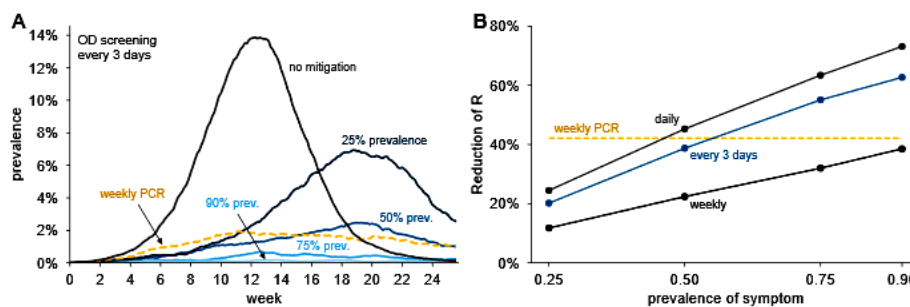 A
OD screening
every 3 days
no mitigation
25% prevalence
weekly PCR
90% prev.
50% prev.
75% prev.
prevalence
14%
12%
10%
8%
6%
4%
2%
0%
0 2 4 6 8 10 12 14 16 18 20 22 24
week
B
daily
weekly PCR
every 3 days
weekly
Reduction of R
80%
60%
40%
20%
0%
0.25 0.50 0.75 0.90
prevalence of symptom